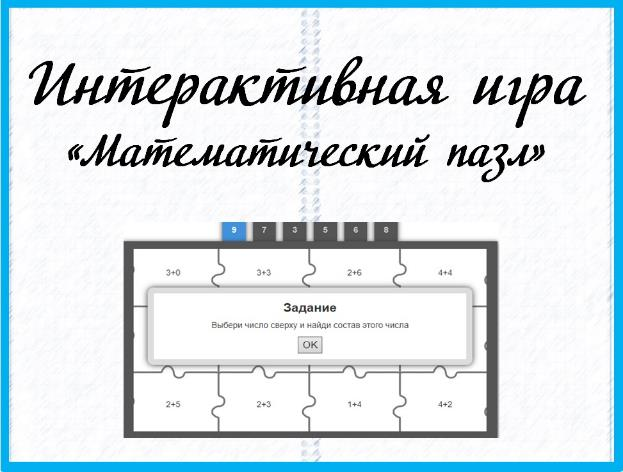 Интерактивная игра
«Математический пазл»
9 7 3 5 6 8
3+0 3+3 2+6 4+4
Задание
Выбери число сверху и найди состав этого числа
OK
2+5 2+3 1+4 4+2